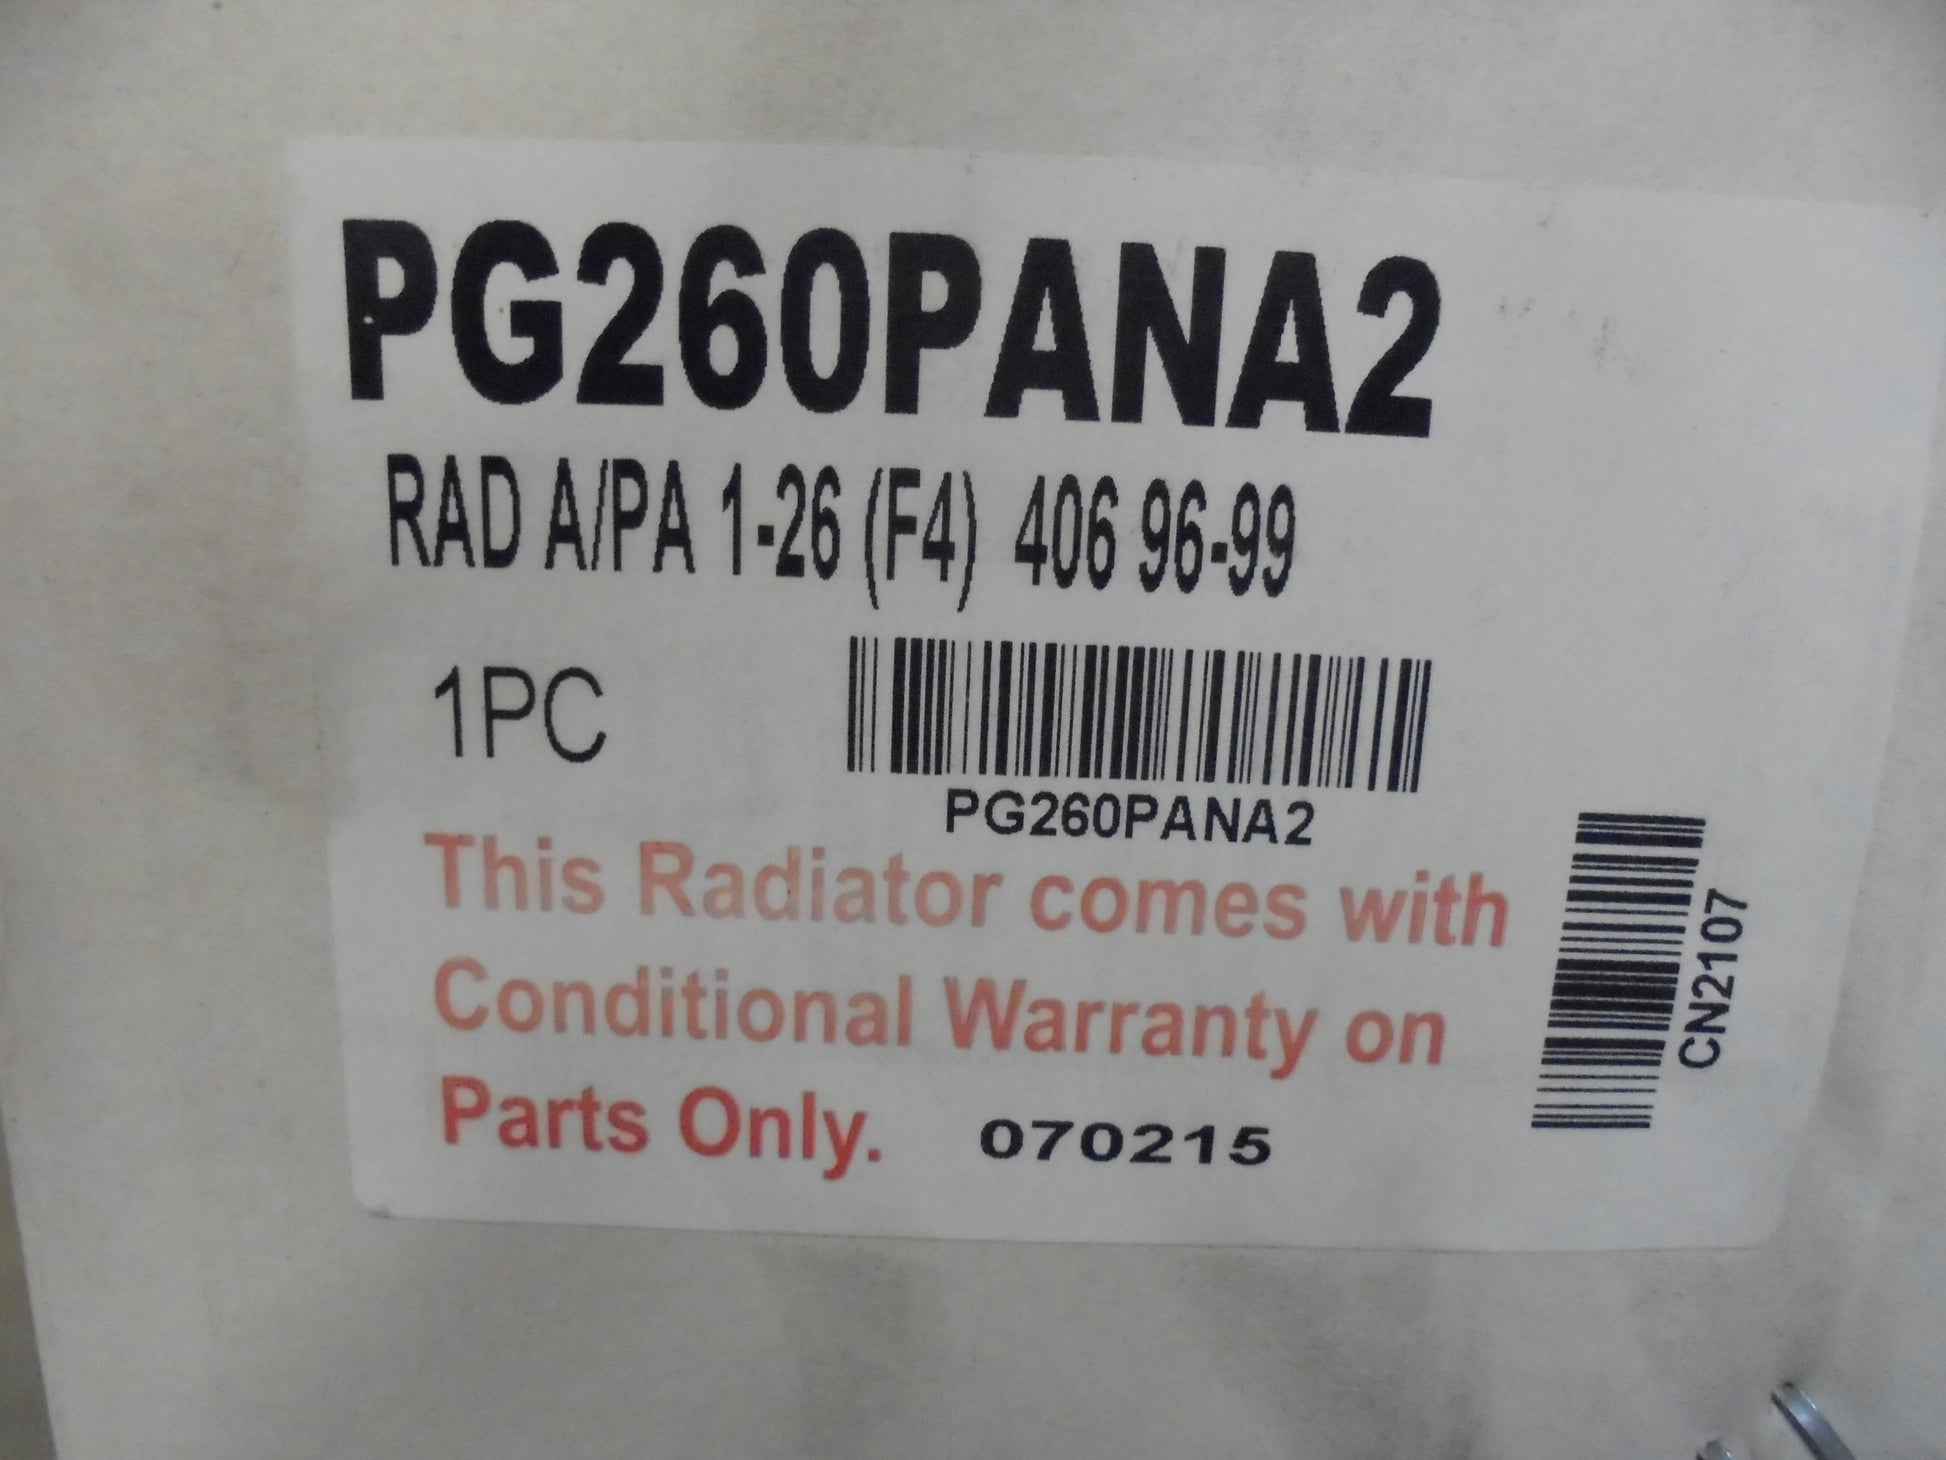 PG260PANA2
RAD A/PA 1-26 (F4) 406 96-99
1PC
PG260PANA2
This Radiator comes with
Conditional Warranty on
Parts Only. 070215
CN2107